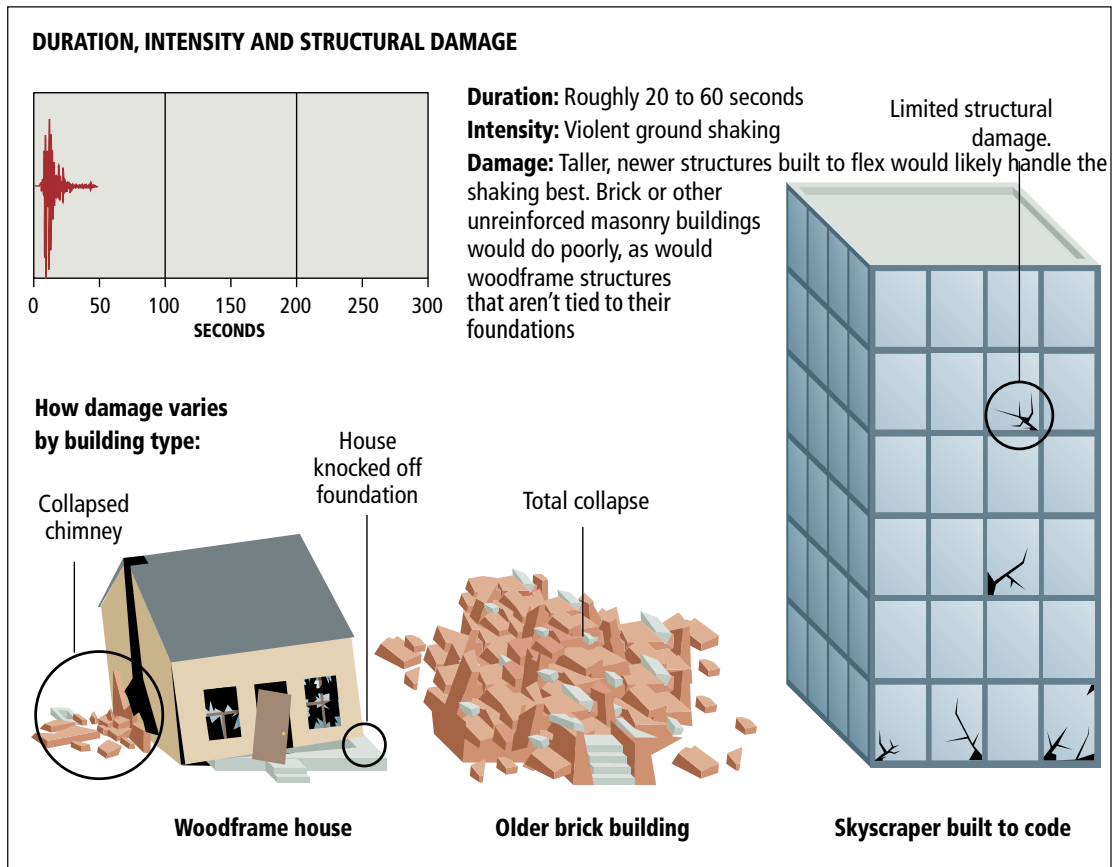 DURATION, INTENSITY AND STRUCTURAL DAMAGE
0 50 100 150 200 250 300
SECONDS
Duration: Roughly 20 to 60 seconds
Intensity: Violent ground shaking
Damage: Taller, newer structures built to flex would likely handle the
shaking best. Brick or other
unreinforced masonry buildings
would do poorly, as would
woodframe structures
that aren't tied to their
foundations
Limited structural
damage.
How damage varies
by building type:
Collapsed
chimney
House
knocked off
foundation
Total collapse
Woodframe house
Older brick building
Skyscraper built to code